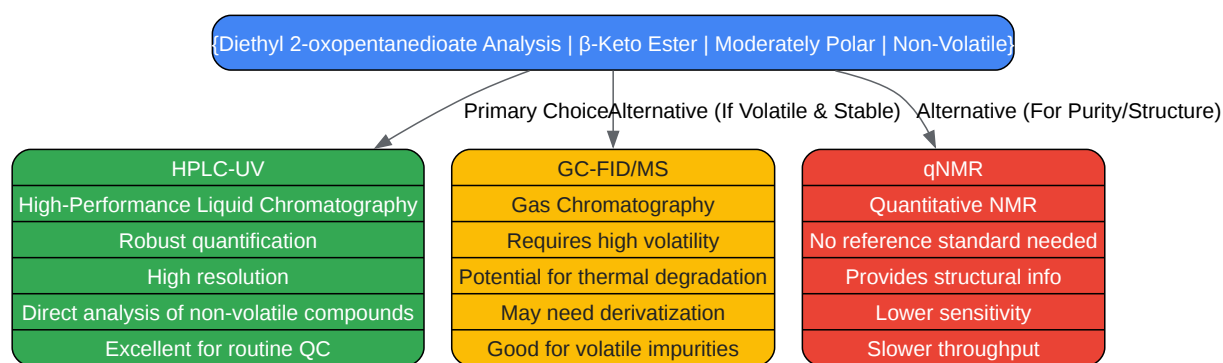 {Diethyl 2-oxopentanedioate Analysis | β-Keto Ester | Moderately Polar | Non-Volatile}
Primary Choice
Alternative (If Volatile & Stable)
Alternative (For Purity/Structure)
HPLC-UV
High-Performance Liquid Chromatography
Robust quantification
High resolution
Direct analysis of non-volatile compounds
Excellent for routine QC
GC-FID/MS
Gas Chromatography
Requires high volatility
Potential for thermal degradation
May need derivatization
Good for volatile impurities
qNMR
Quantitative NMR
No reference standard needed
Provides structural info
Lower sensitivity
Slower throughput